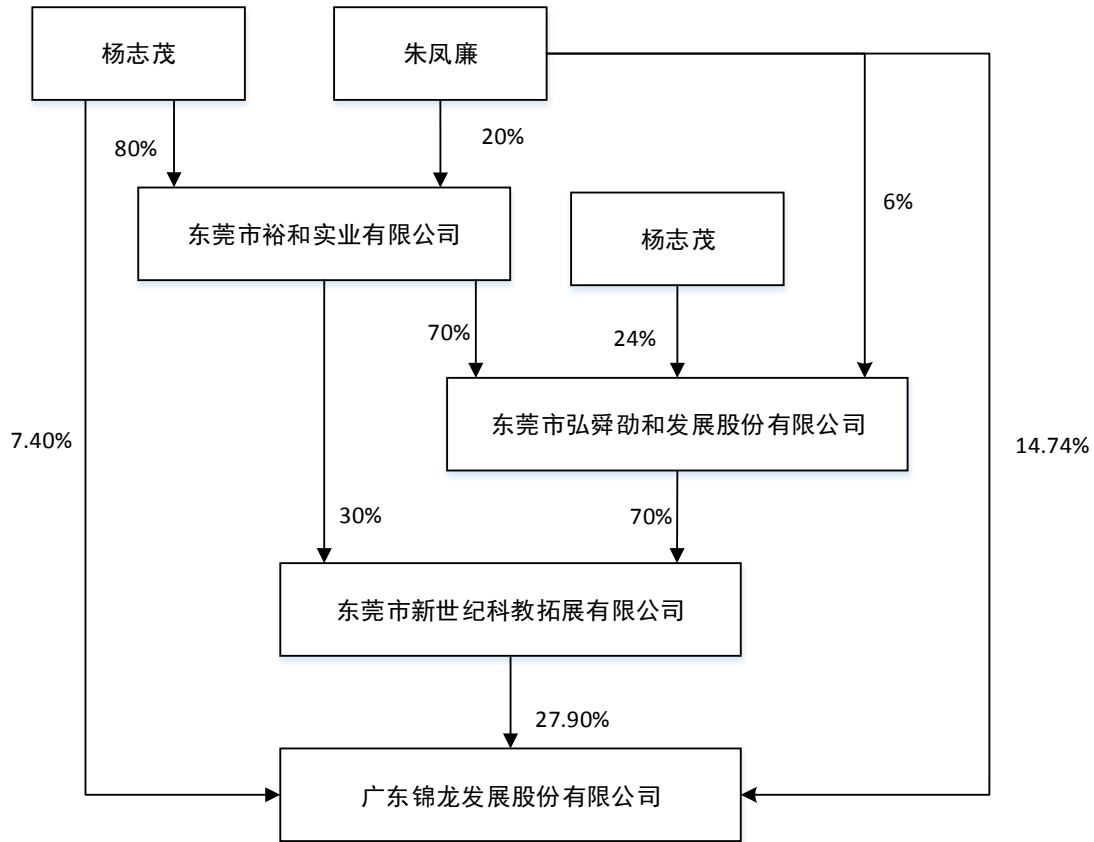 杨志茂
朱凤廉
80%
20%
6%
东莞市裕和实业有限公司
杨志茂
70%
24%
东莞市弘舜劭和发展股份有限公司
7.40%
14.74%
30%
70%
东莞市新世纪科教拓展有限公司
27.90%
广东锦龙发展股份有限公司